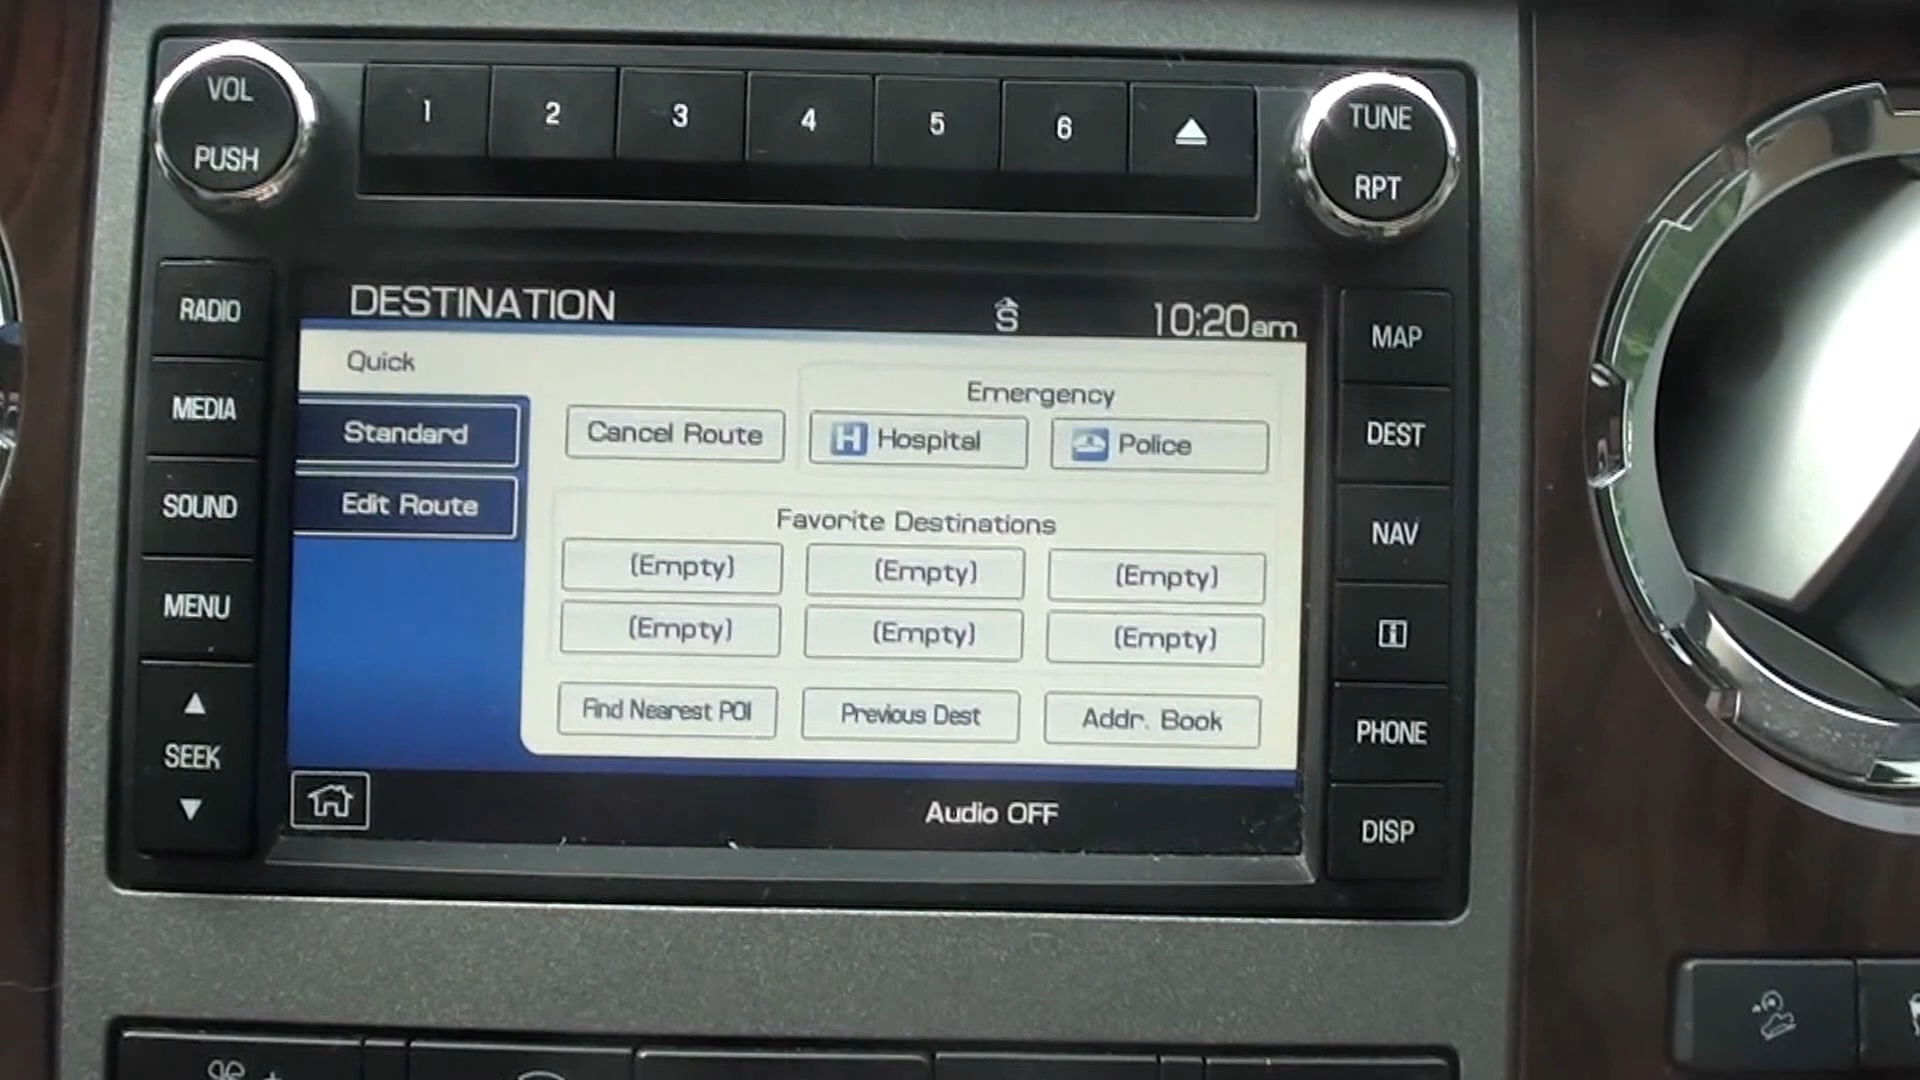 VOL
PUSH
1 2 3 4 5 6
TUNE
RPT
RADIO
MEDIA
SOUND
MENU
SEEK
DESTINATION S 10:20am
Quick
Standard
Edit Route
Cancel Route
Emergency
Hospital Police
Favorite Destinations
(Empty) (Empty) (Empty)
(Empty) (Empty) (Empty)
Find Nearest POI Previous Dest Addr. Book
Audio OFF
MAP
DEST
NAV
i
PHONE
DISP